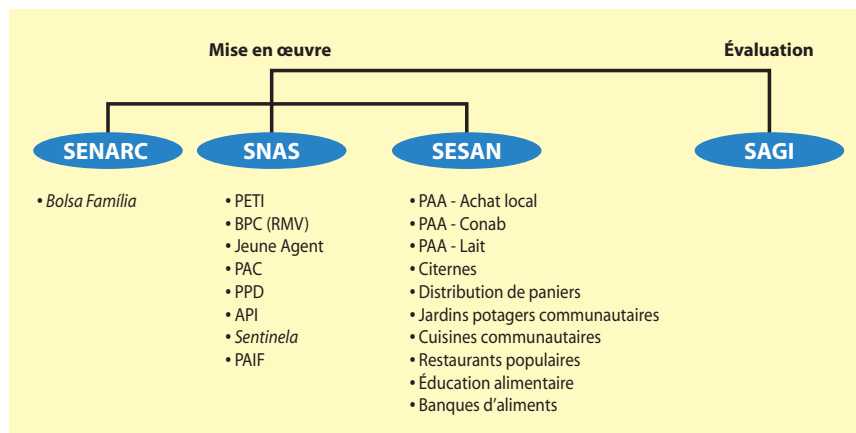 Mise en œuvre
Évaluation
SENARC
SNAS
SESAN
SAGI
• Bolsa Família
• PETI
• BPC (RMV)
• Jeune Agent
• PAC
• PPD
• API
• Sentinela
• PAIF
• PAA - Achat local
• PAA - Conab
• PAA - Lait
• Citernes
• Distribution de paniers
• Jardins potagers communautaires
• Cuisines communautaires
• Restaurants populaires
• Éducation alimentaire
• Banques d’aliments